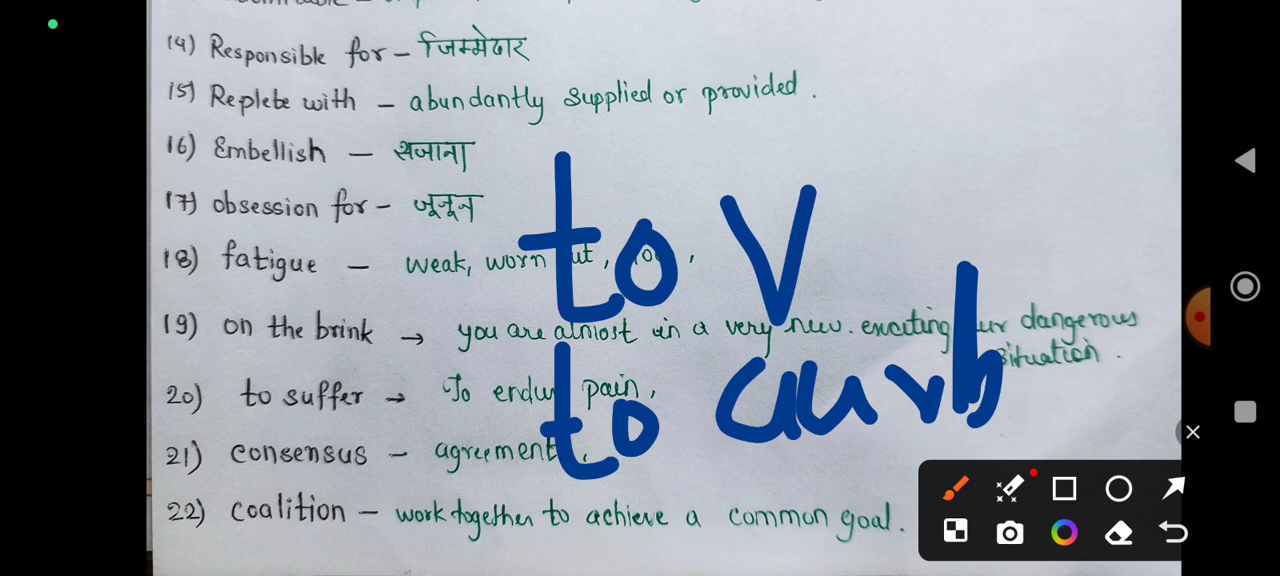 14) Responsible for – जिम्मेदार
15) Replete with – abundantly supplied or provided.
16) Embellish – सजाना
17) obsession for – जूनून
18) fatigue – weak, worn
19) on the brink → you are almost in a very new. exciting dangerous
situation.
20) to suffer → To endure pain,
21) consensus – agreement,
22) coalition – work together to achieve a common goal.
to V
to curb